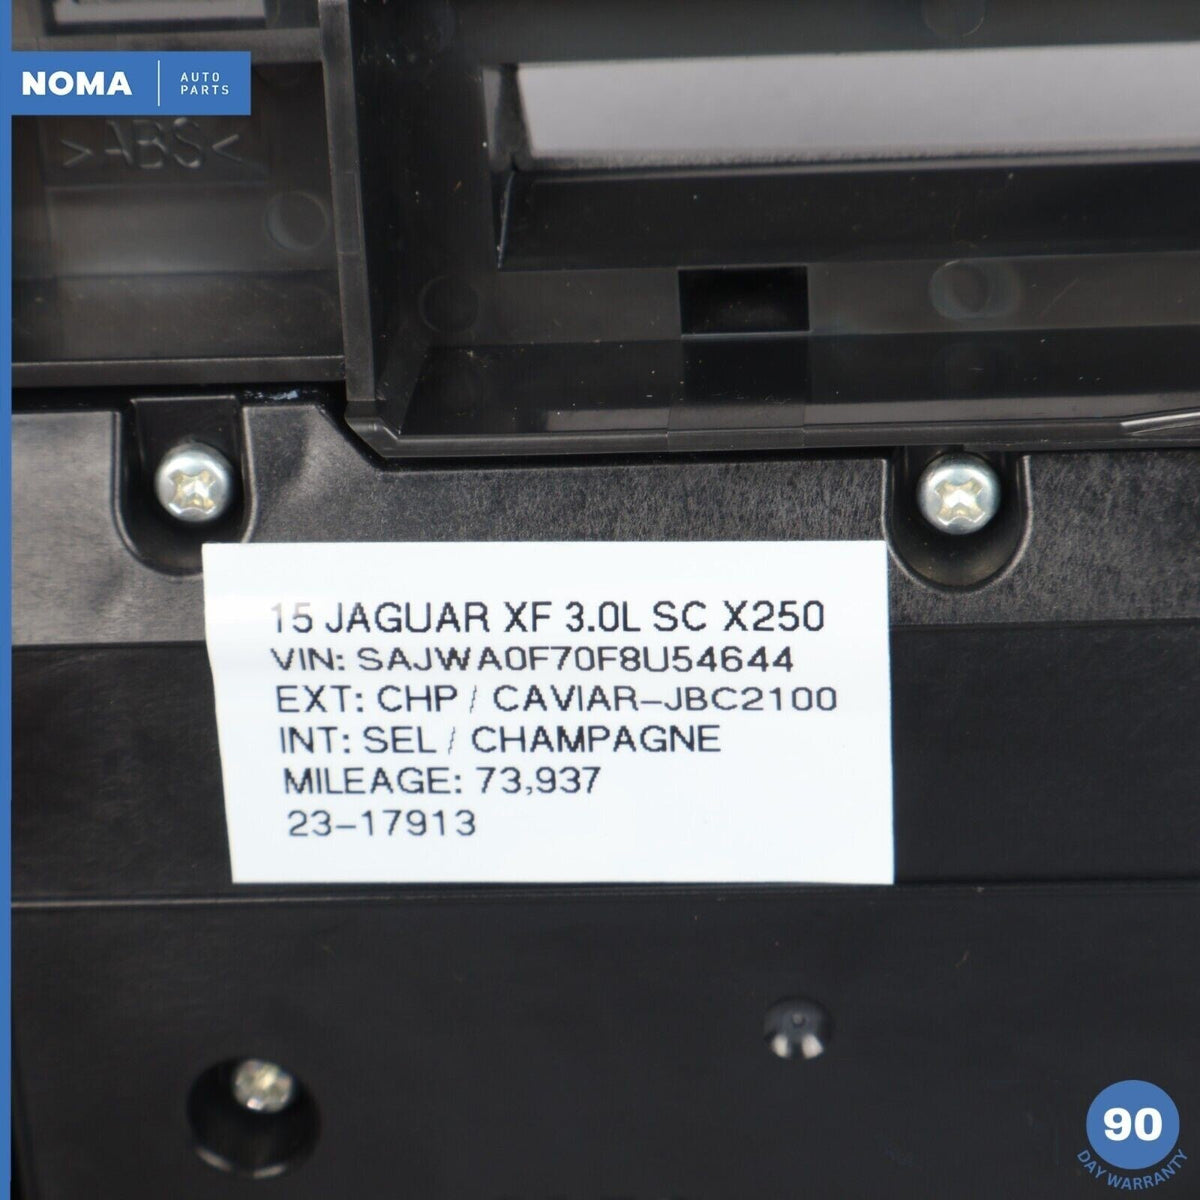 NOMA
AUTO
PARTS
>ABS<
15 JAGUAR XF 3.0L SC X250
VIN: SAJWA0F70F8U54644
EXT: CHP / CAVIAR-JBC2100
INT: SEL / CHAMPAGNE
MILEAGE: 73,937
23-17913
90
DAY WARRANTY